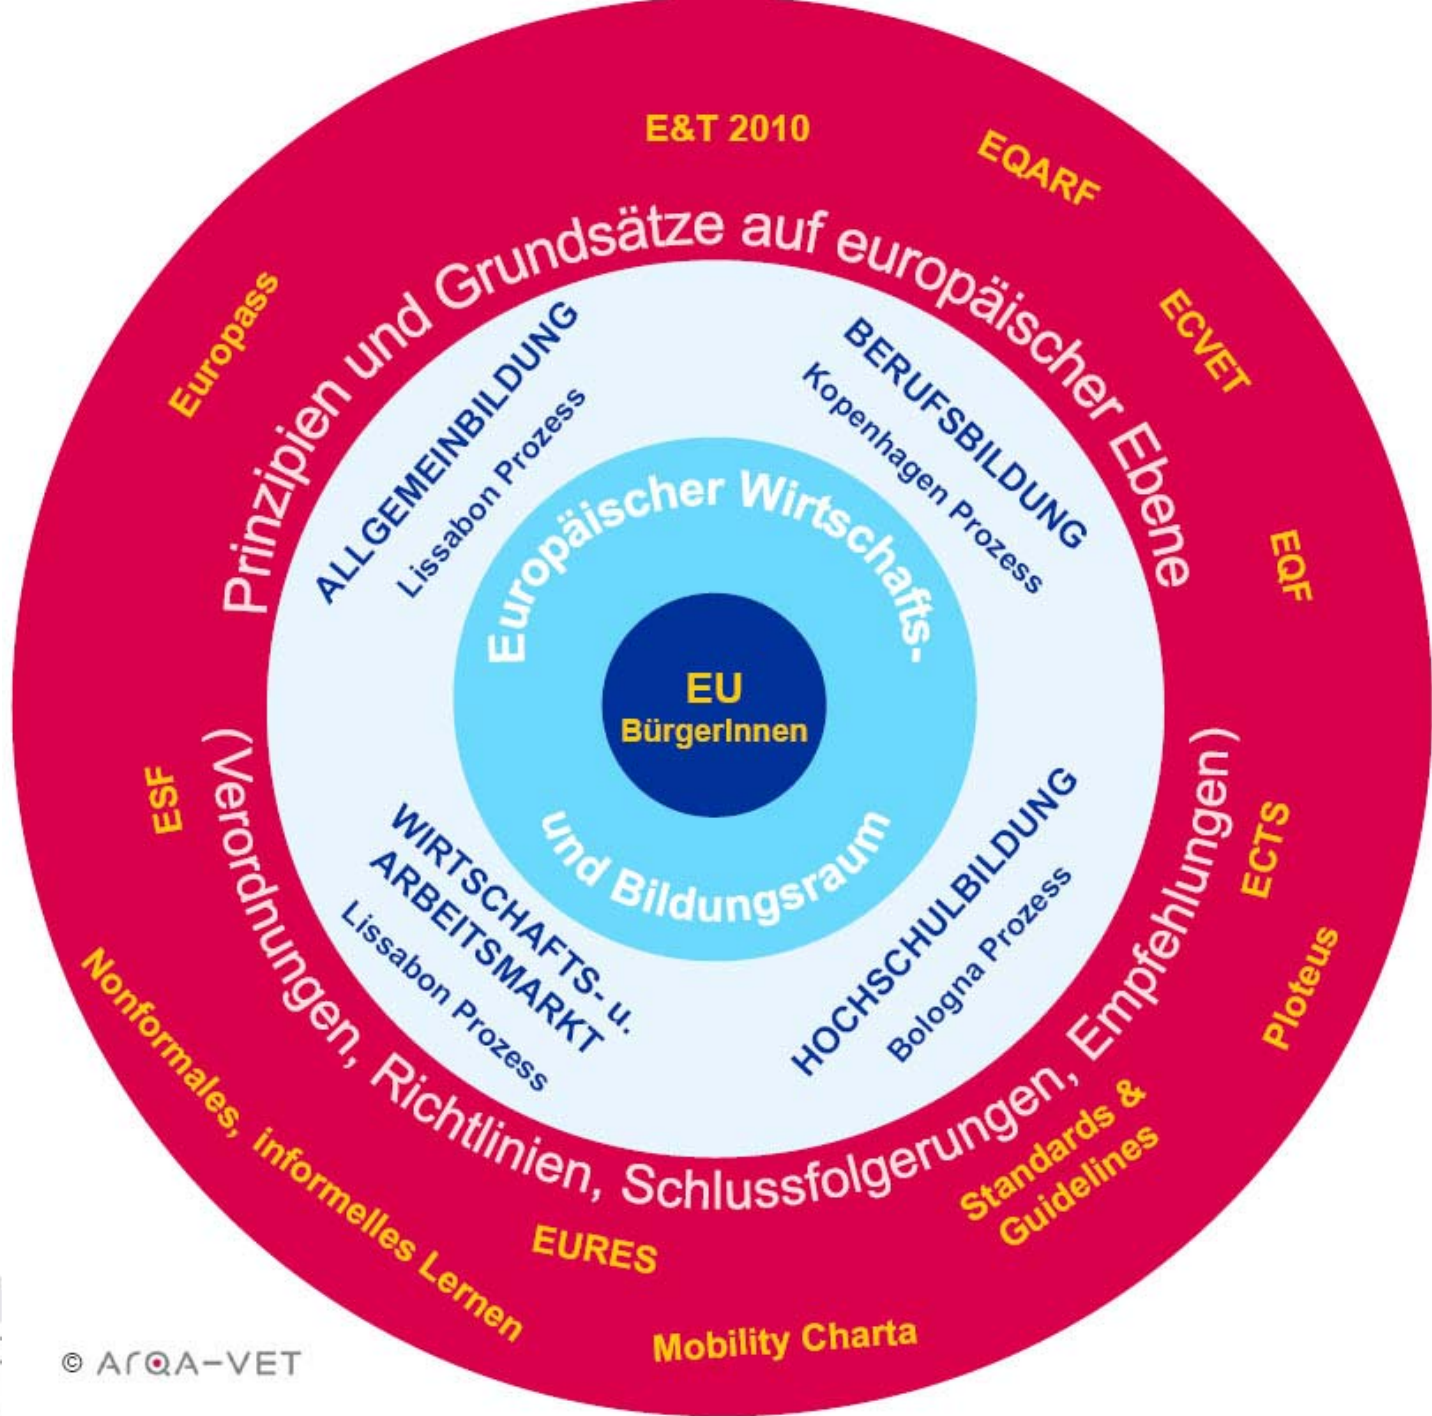 E&T 2010
EQARF
ECVET
EQF
ECTS
Ploteus
Standards &
Guidelines
Mobility Charta
EURES
Nonformales, informelles Lernen
ESF
Europass
Prinzipien und Grundsätze auf europäischer Ebene
(Verordnungen, Richtlinien, Schlussfolgerungen, Empfehlungen)
ALLGEMEINBILDUNG
Lissabon Prozess
BERUFSBILDUNG
Kopenhagen Prozess
HOCHSCHULBILDUNG
Bologna Prozess
WIRTSCHAFTS- u.
ARBEITSMARKT
Lissabon Prozess
Europäischer Wirtschafts-
und Bildungsraum
EU
BürgerInnen
© ArQA-VET